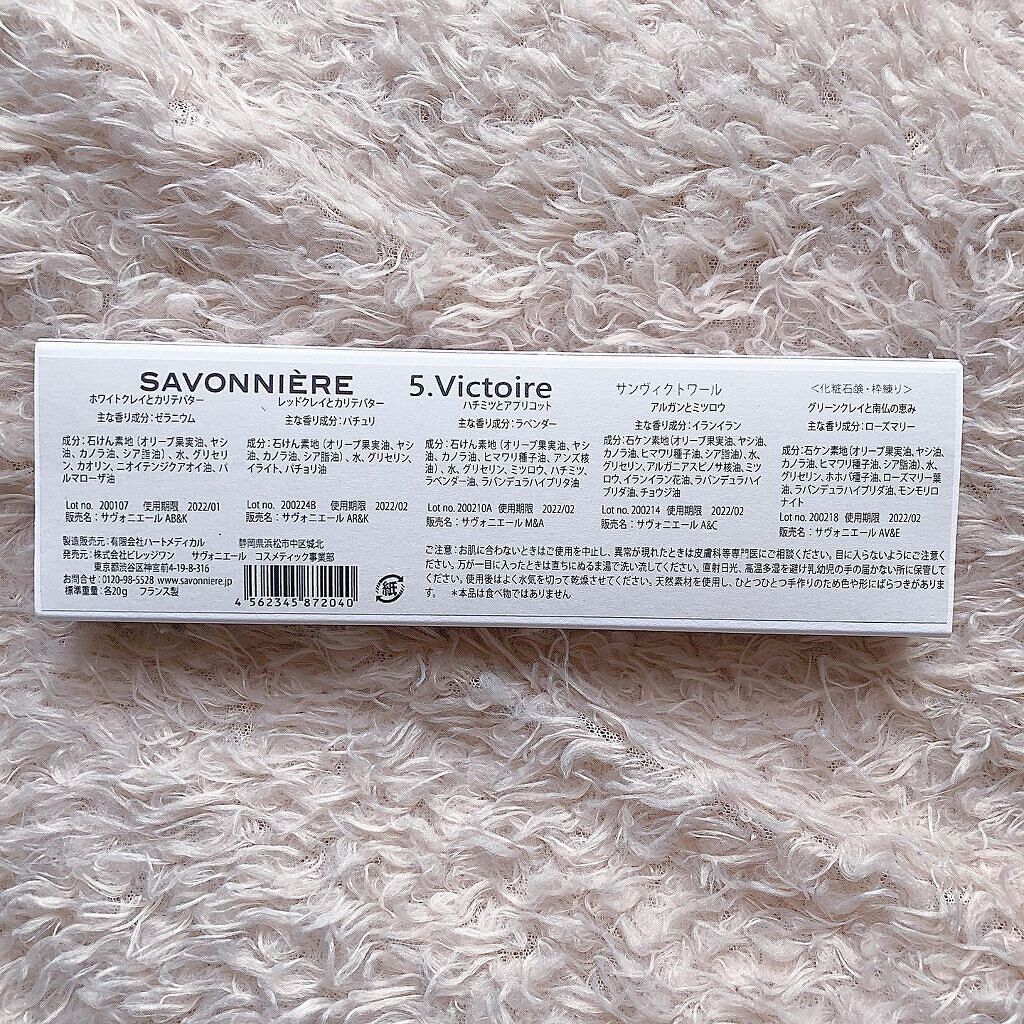 SAVONNIÈRE 5.Victoire サンヴィクトワール <化粧石鹸・枠練り>
ホワイトクレイとカリテバター
主な香り成分：ゼラニウム
成分：石けん素地（オリーブ果実油、ヤシ
油、カノラ油、シア脂油）、水、グリセリ
ン、カオリン、ニオイテンジクアオイ油、パ
ルマローザ油
Lot no. 200107 使用期限 2022/01
販売名：サヴォニエール AB&K
レッドクレイとカリテバター
主な香り成分：パチュリ
成分：石けん素地（オリーブ果実油、ヤシ
油、カノラ油、シア脂油）、水、グリセリン、
イライト、パチョリ油
Lot no. 200224B 使用期限 2022/02
販売名：サヴォニエール AR&K
ハチミツとアプリコット
主な香り成分：ラベンダー
成分：石けん素地（オリーブ果実油、ヤシ
油、カノラ油、ヒマワリ種子油、アンズ核
油）、水、グリセリン、ミツロウ、ハチミツ、
ラベンダー油、ラバンデュラハイブリダ油
Lot no. 200210A 使用期限 2022/02
販売名：サヴォニエール M&A
アルガンとミツロウ
主な香り成分：イランイラン
成分：石ケン素地（オリーブ果実油、ヤシ油、
カノラ油、ヒマワリ種子油、シア脂油）、水、
グリセリン、アルガニアスピノサ核油、ミツ
ロウ、イランイラン花油、ラバンデュラハイ
ブリダ油、チョウジ油
Lot no. 200214 使用期限 2022/02
販売名：サヴォニエール A&C
グリーンクレイと南仏の恵み
主な香り成分：ローズマリー
成分：石ケン素地（オリーブ果実油、ヤシ油、
カノラ油、ヒマワリ種子油、シア脂油）、水、
グリセリン、ホホバ種子油、ローズマリー葉
油、ラバンデュラハイブリダ油、モンモリロ
ナイト
Lot no. 200218 使用期限 2022/02
販売名：サヴォニエール AV&E
製造販売元：有限会社ハートメディカル 静岡県浜松市中区城北
発売元：株式会社ビレッジワン サヴォニエール コスメティック事業部
東京都渋谷区神宮前4-19-8-316
お問合せ：0120-98-5528 www.savonniere.jp
標準重量：各20g フランス製
4 562345 872040
紙
ご注意：お肌に合わないときはご使用を中止し、異常が現れたときは皮膚科等専門医にご相談ください。目に入らないようにご注意く
ださい。万が一目に入ったときは直ちにぬるま湯で洗い流してください。直射日光、高温多湿を避け乳幼児の手の届かない所に保管して
ください。使用後はよく水気を切って乾燥させてください。天然素材を使用し、ひとつひとつ手作りのため色や形にばらつきがありま
す。 *本品は食べ物ではありません